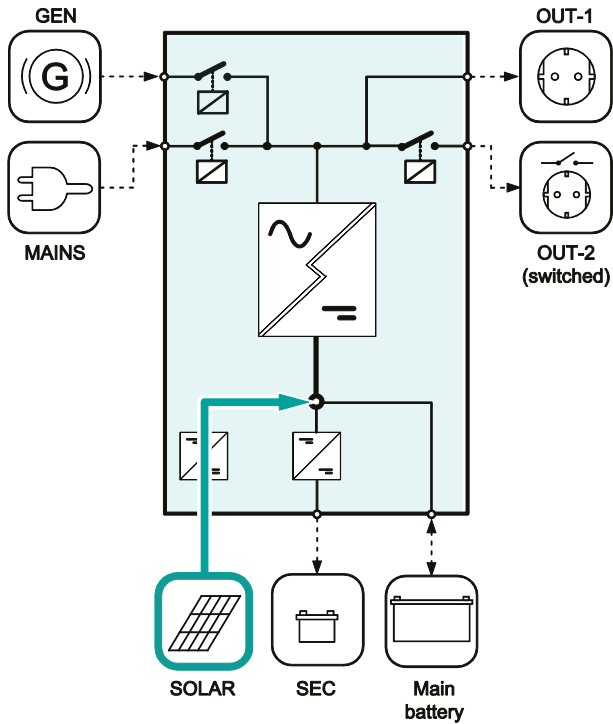 GEN
OUT-1
G
MAINS
OUT-2
(switched)
SOLAR
SEC
Main
battery